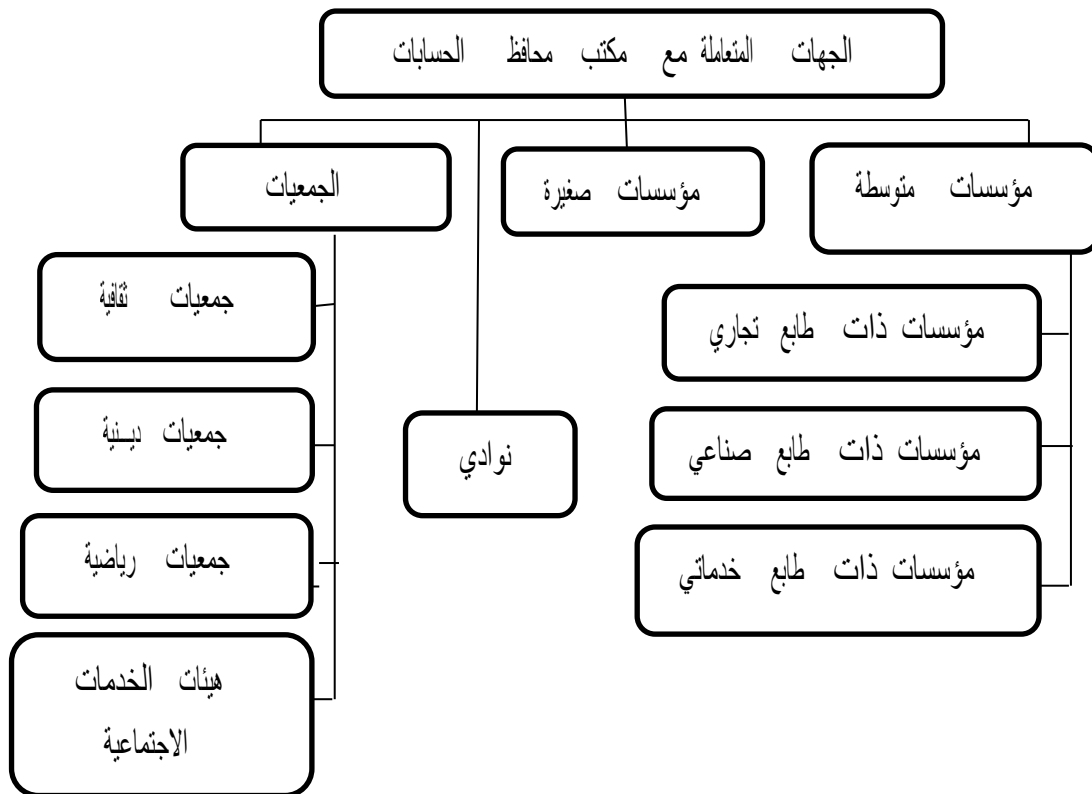 الجهات المتعاملة مع مكتب محافظ الحسابات
مؤسسات متوسطة
مؤسسات صغيرة
الجمعيات
مؤسسات ذات طابع تجاري
مؤسسات ذات طابع صناعي
مؤسسات ذات طابع خدماتي
نوادي
جمعيات ثقافية
جمعيات ديـنية
جمعيات رياضية
هيئات الخدمات
الاجتماعية